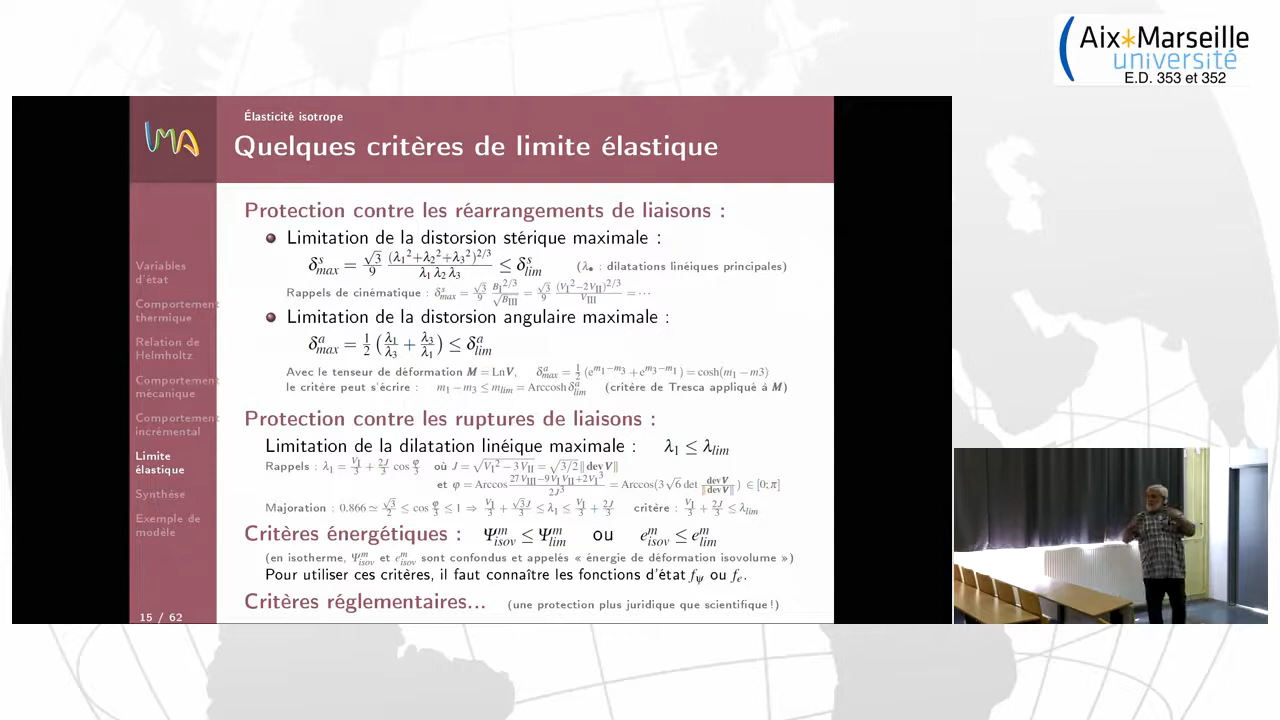 Aix*Marseille
université
E.D. 353 et 352
LMA
Élasticité isotrope
Quelques critères de limite élastique
Variables
d'état
Comportement
thermique
Relation de
Helmholtz
Comportement
mécanique
Comportement
incrémental
Limite
élastique
Synthèse
Exemple de
modèle
15 / 62
Protection contre les réarrangements de liaisons :
Limitation de la distorsion stérique maximale :
δ^s_max = √3/9 (λ₁²+λ₂²+λ₃²)^2/3 / λ₁ λ₂ λ₃ ≤ δ^s_lim (λ• : dilatations linéiques principales)
Rappels de cinématique : δ^s_max = √3/9 B_I^2/3 / √B_III = √3/9 (V_I²−2V_II)^2/3 / V_III = ···
Limitation de la distorsion angulaire maximale :
δ^a_max = 1/2 (λ₁/λ₃ + λ₃/λ₁) ≤ δ^a_lim
Avec le tenseur de déformation M = Ln V, δ^a_max = 1/2 (e^m₁−m₃ + e^m₃−m₁) = cosh(m₁ − m3)
le critère peut s'écrire : m₁ − m₃ ≤ m_lim = Arccosh δ^a_lim (critère de Tresca appliqué à M)
Protection contre les ruptures de liaisons :
Limitation de la dilatation linéique maximale : λ₁ ≤ λ_lim
Rappels : λ₁ = V_I/3 + 2J/3 cos φ/3 où J = √V_I² − 3V_II = √3/2 ‖dev V‖
et φ = Arccos 27V_III−9V_I V_II+2V_I³ / 2J³ = Arccos(3√6 det dev V/‖dev V‖) ∈ [0;π]
Majoration : 0.866 ≃ √3/2 ≤ cos φ/3 ≤ 1 ⇒ V_I/3 + √3J/3 ≤ λ₁ ≤ V_I/3 + 2J/3 critère : V_I/3 + 2J/3 ≤ λ_lim
Critères énergétiques : Ψ^m_isov ≤ Ψ^m_lim ou e^m_isov ≤ e^m_lim
(en isotherme, Ψ^m_isov et e^m_isov sont confondus et appelés « énergie de déformation isovolume »)
Pour utiliser ces critères, il faut connaître les fonctions d'état f_ψ ou f_e.
Critères réglementaires... (une protection plus juridique que scientifique !)